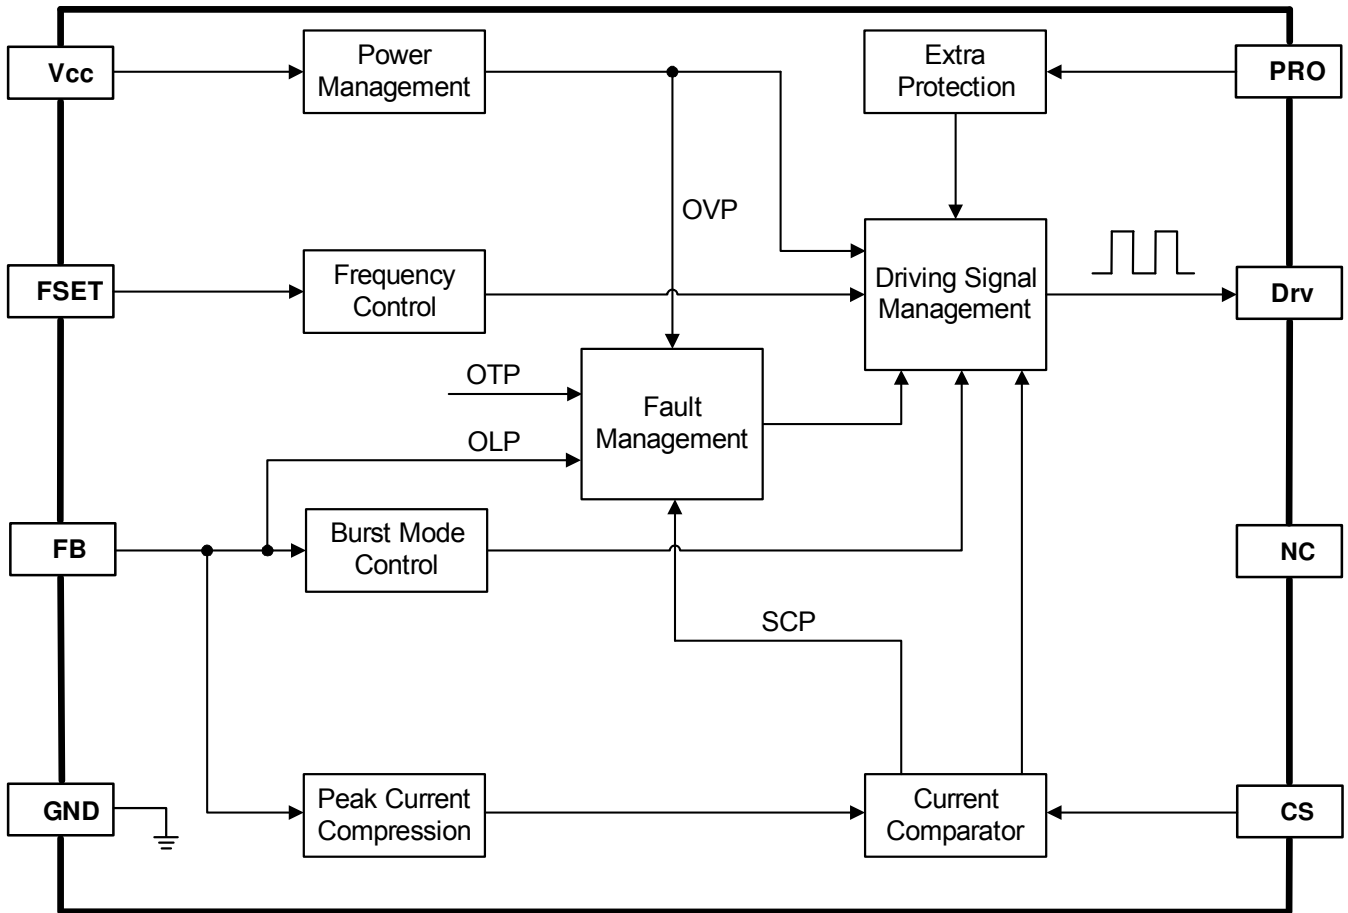 Vcc
Power
Management
Extra
Protection
PRO
OVP
FSET
Frequency
Control
Driving Signal
Management
Drv
OTP
Fault
Management
OLP
FB
Burst Mode
Control
NC
SCP
GND
Peak Current
Compression
Current
Comparator
CS